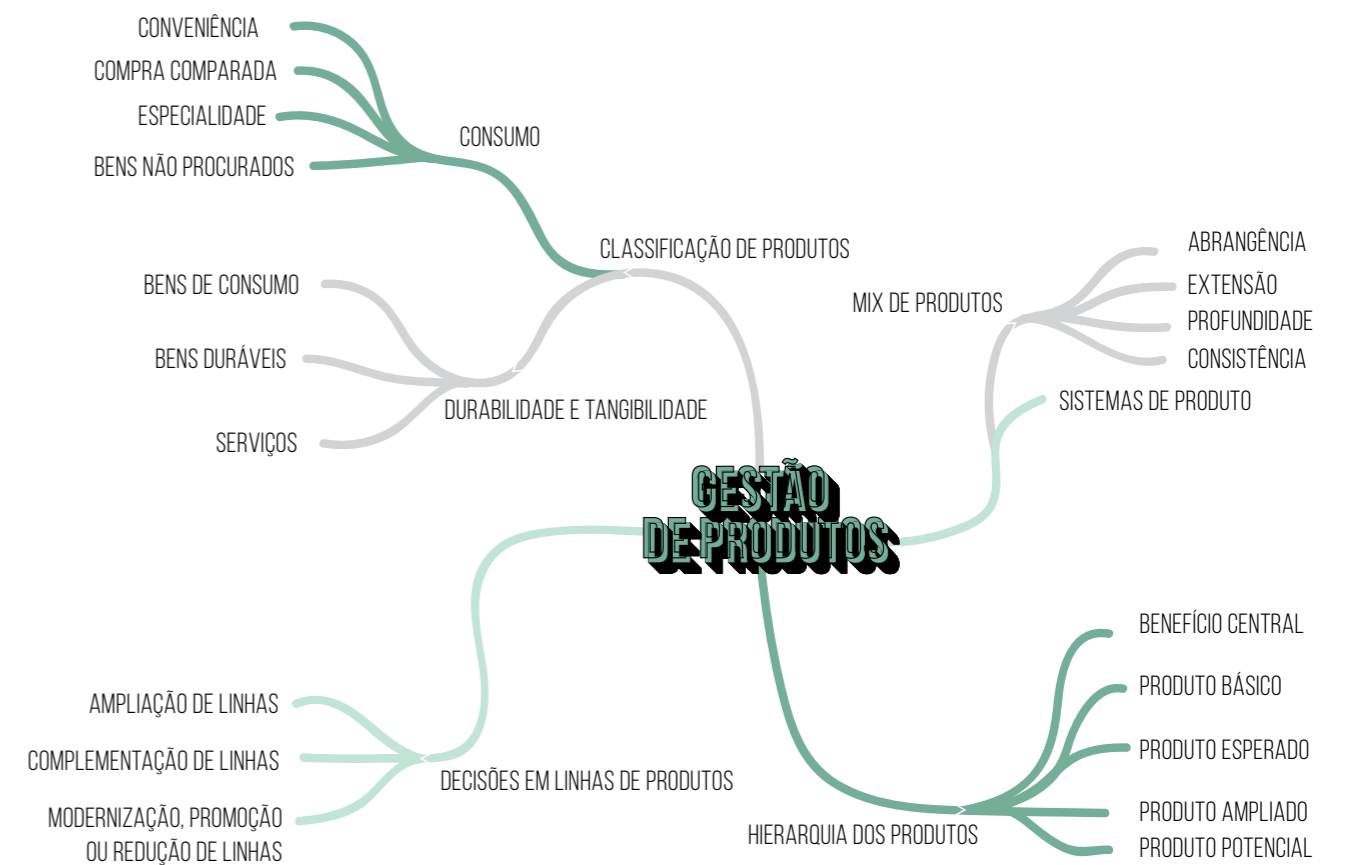 CONVENIÊNCIA
COMPRA COMPARADA
ESPECIALIDADE
BENS NÃO PROCURADOS
CONSUMO
CLASSIFICAÇÃO DE PRODUTOS
BENS DE CONSUMO
BENS DURÁVEIS
SERVIÇOS
DURABILIDADE E TANGIBILIDADE
MIX DE PRODUTOS
ABRANGÊNCIA
EXTENSÃO
PROFUNDIDADE
CONSISTÊNCIA
SISTEMAS DE PRODUTO
GESTÃO
DE PRODUTOS
AMPLIAÇÃO DE LINHAS
COMPLEMENTAÇÃO DE LINHAS
MODERNIZAÇÃO, PROMOÇÃO
OU REDUÇÃO DE LINHAS
DECISÕES EM LINHAS DE PRODUTOS
HIERARQUIA DOS PRODUTOS
BENEFÍCIO CENTRAL
PRODUTO BÁSICO
PRODUTO ESPERADO
PRODUTO AMPLIADO
PRODUTO POTENCIAL